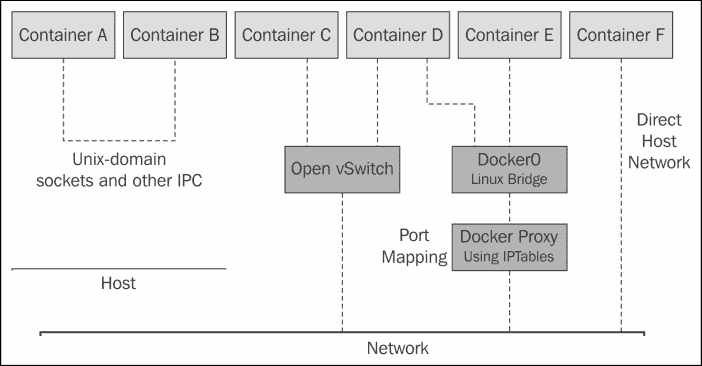 Container A
Container B
Container C
Container D
Container E
Container F
Unix-domain
sockets and other IPC
Open vSwitch
Docker0
Linux Bridge
Direct
Host
Network
Port
Mapping
Docker Proxy
Using IPTables
Host
Network